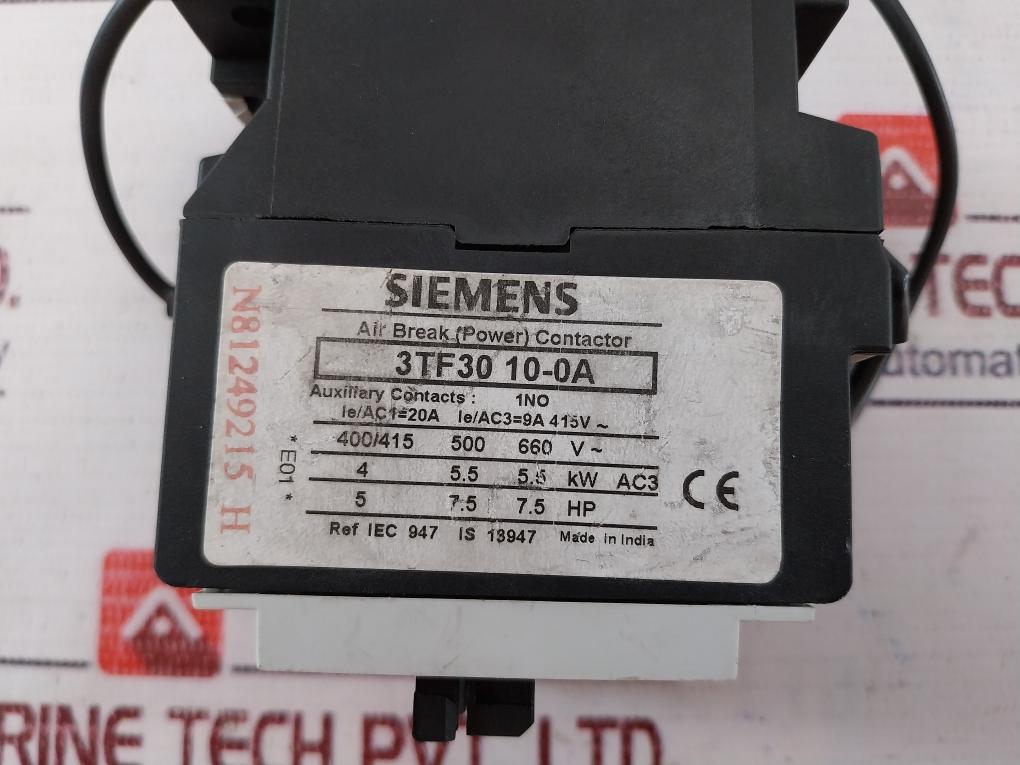 SIEMENS
Air Break (Power) Contactor
3TF30 10-0A
Auxiliary Contacts : 1NO
Ie/AC1=20A Ie/AC3=9A 415V ~
400/415 500 660 V ~
4 5.5 5.5 kW AC3
5 7.5 7.5 HP
Ref IEC 947 IS 13947 Made in India
CE
*E01*
N81249215 H
D.
TECH
Automati
RINE TECH PVT. LTD.